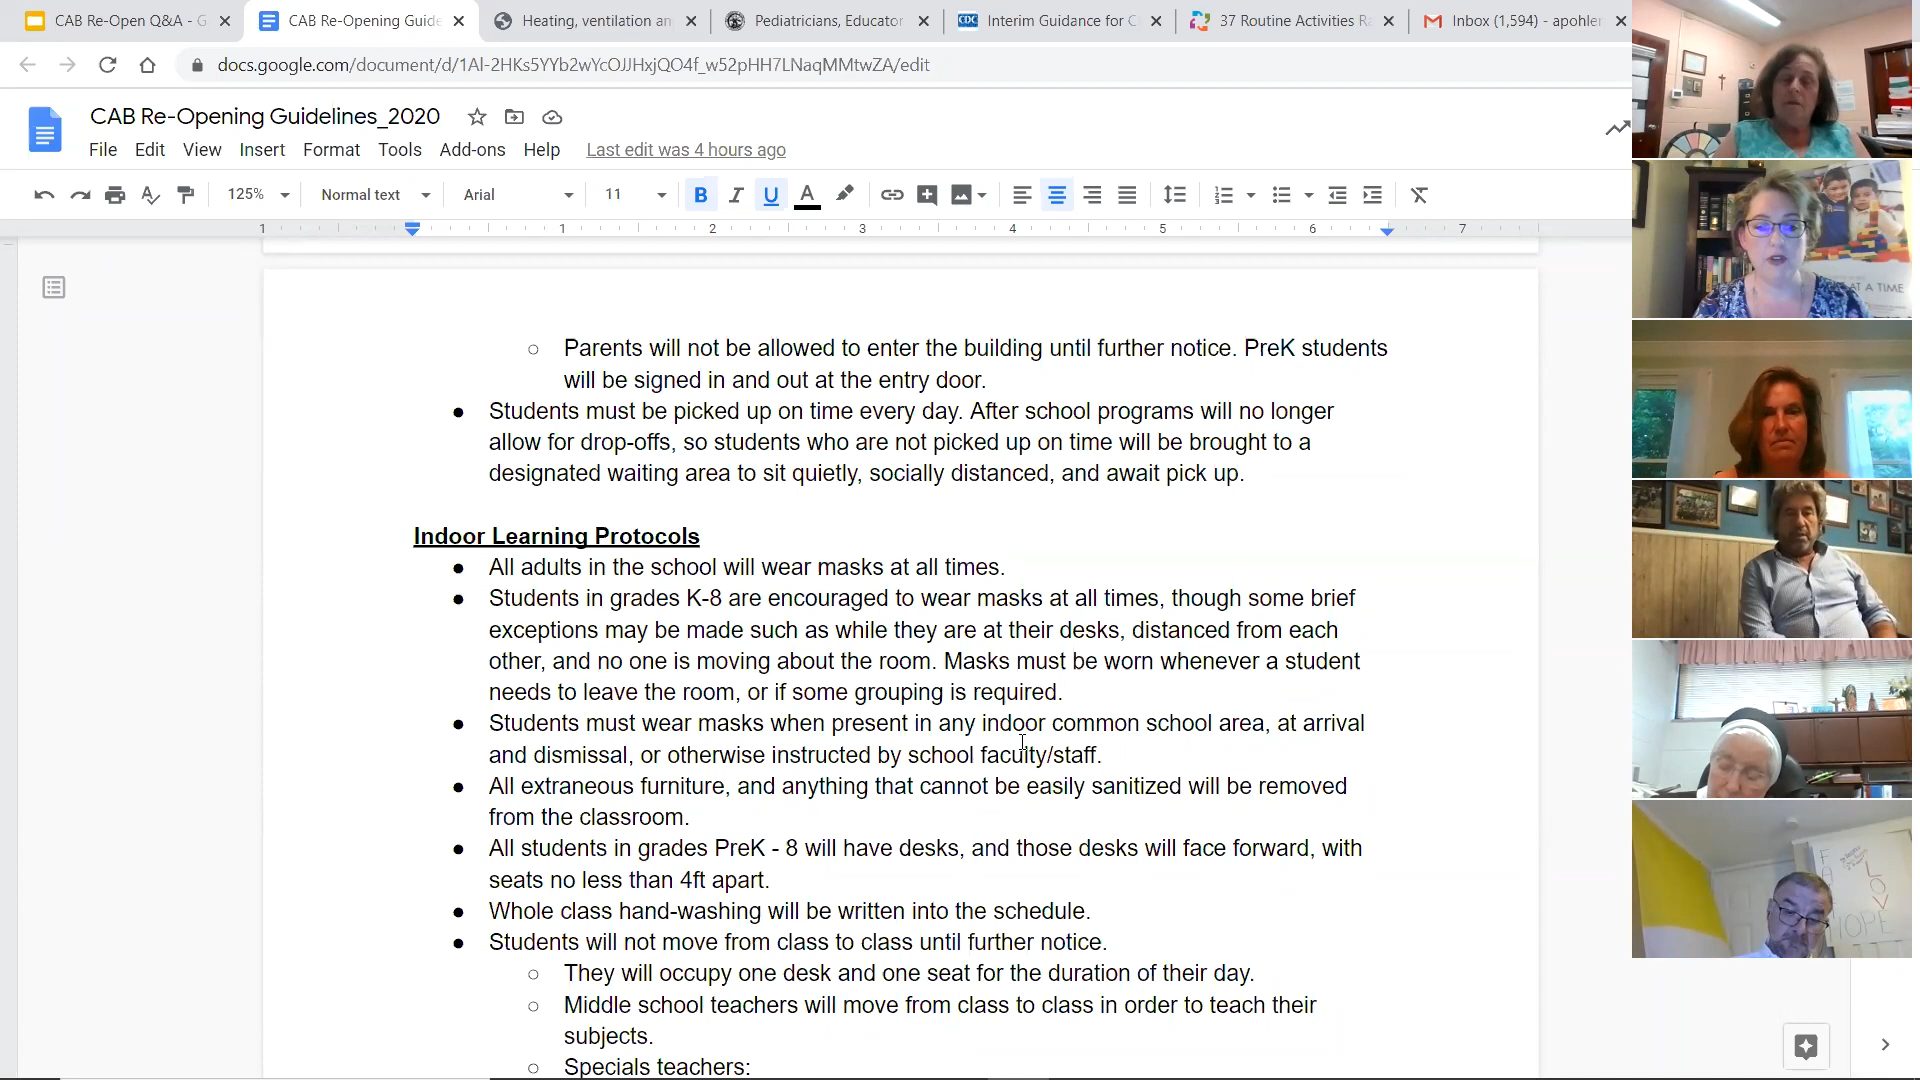 CAB Re-Open Q&A - G
CAB Re-Opening Guide
Heating, ventilation an
Pediatricians, Educator
CDC
Interim Guidance for C
37 Routine Activities Ra
Inbox (1,594) - apohler
docs.google.com/document/d/1Al-2HKs5YYb2wYcOJJHxjQO4f_w52pHH7LNaqMMtwZA/edit
CAB Re-Opening Guidelines_2020
File Edit View Insert Format Tools Add-ons Help Last edit was 4 hours ago
125% Normal text Arial 11 B I U A
1 1 2 3 4 5 6 7
○ Parents will not be allowed to enter the building until further notice. PreK students
will be signed in and out at the entry door.
● Students must be picked up on time every day. After school programs will no longer
allow for drop-offs, so students who are not picked up on time will be brought to a
designated waiting area to sit quietly, socially distanced, and await pick up.
Indoor Learning Protocols
● All adults in the school will wear masks at all times.
● Students in grades K-8 are encouraged to wear masks at all times, though some brief
exceptions may be made such as while they are at their desks, distanced from each
other, and no one is moving about the room. Masks must be worn whenever a student
needs to leave the room, or if some grouping is required.
● Students must wear masks when present in any indoor common school area, at arrival
and dismissal, or otherwise instructed by school faculty/staff.
● All extraneous furniture, and anything that cannot be easily sanitized will be removed
from the classroom.
● All students in grades PreK - 8 will have desks, and those desks will face forward, with
seats no less than 4ft apart.
● Whole class hand-washing will be written into the schedule.
● Students will not move from class to class until further notice.
○ They will occupy one desk and one seat for the duration of their day.
○ Middle school teachers will move from class to class in order to teach their
subjects.
○ Specials teachers:
AT A TIME
LOV
HOPE